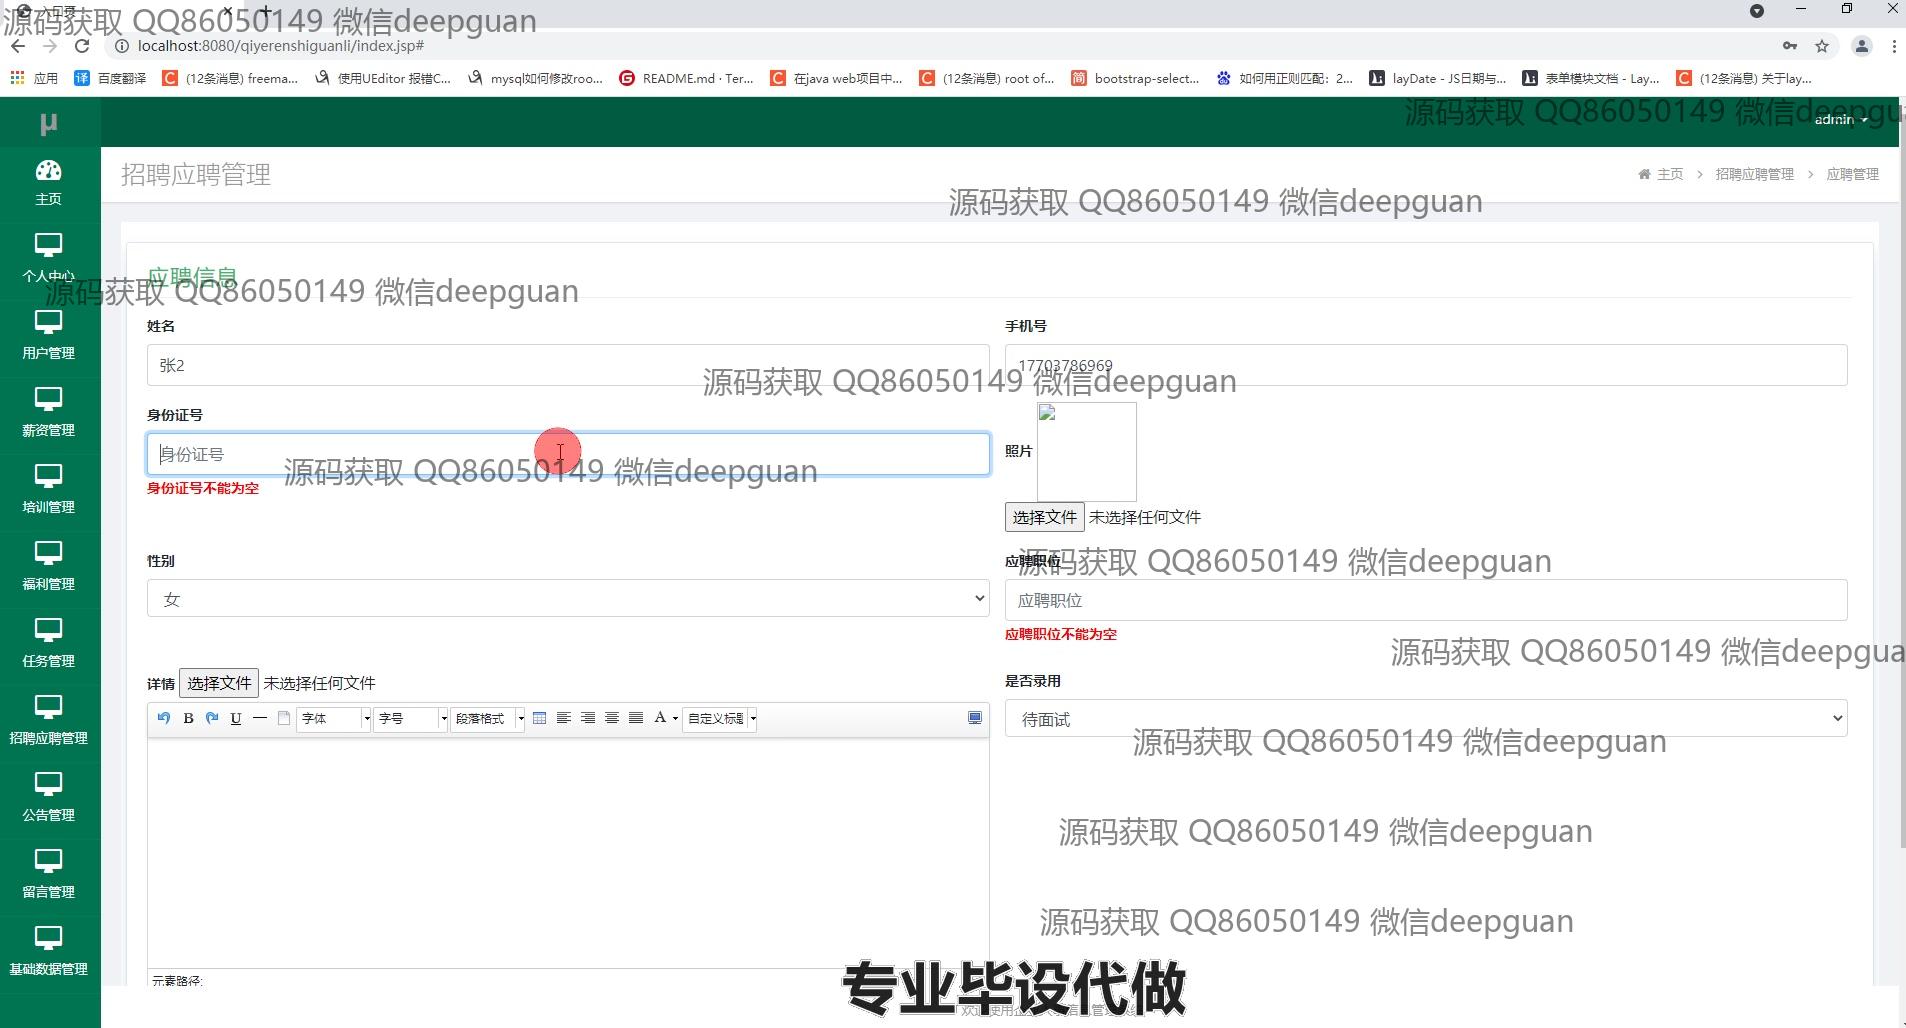 源码获取 QQ86050149 微信deepguan
localhost:8080/qiyerenshiguanli/index.jsp#
应用
百度翻译
(12条消息) freema...
使用UEditor 报错C...
mysql如何修改roo...
README.md · Ter...
在java web项目中...
(12条消息) root of...
bootstrap-select...
如何用正则匹配：2...
layDate - JS日期与...
表单模块文档 - Lay...
(12条消息) 关于lay...
μ
源码获取 QQ86050149 微信deepgu
admin
主页
招聘应聘管理
主页 > 招聘应聘管理 > 应聘管理
源码获取 QQ86050149 微信deepguan
个人中心
应聘信息
源码获取 QQ86050149 微信deepguan
姓名
手机号
用户管理
张2
17703786969
源码获取 QQ86050149 微信deepguan
身份证号
薪资管理
身份证号
照片
源码获取 QQ86050149 微信deepguan
身份证号不能为空
培训管理
选择文件 未选择任何文件
性别
应聘职位
源码获取 QQ86050149 微信deepguan
福利管理
女
应聘职位
应聘职位不能为空
任务管理
源码获取 QQ86050149 微信deepgua
详情 选择文件 未选择任何文件
是否录用
B U 字体 字号 段落格式 A 自定义标题
待面试
招聘应聘管理
源码获取 QQ86050149 微信deepguan
公告管理
源码获取 QQ86050149 微信deepguan
留言管理
源码获取 QQ86050149 微信deepguan
基础数据管理
元素路径:
专业毕设代做